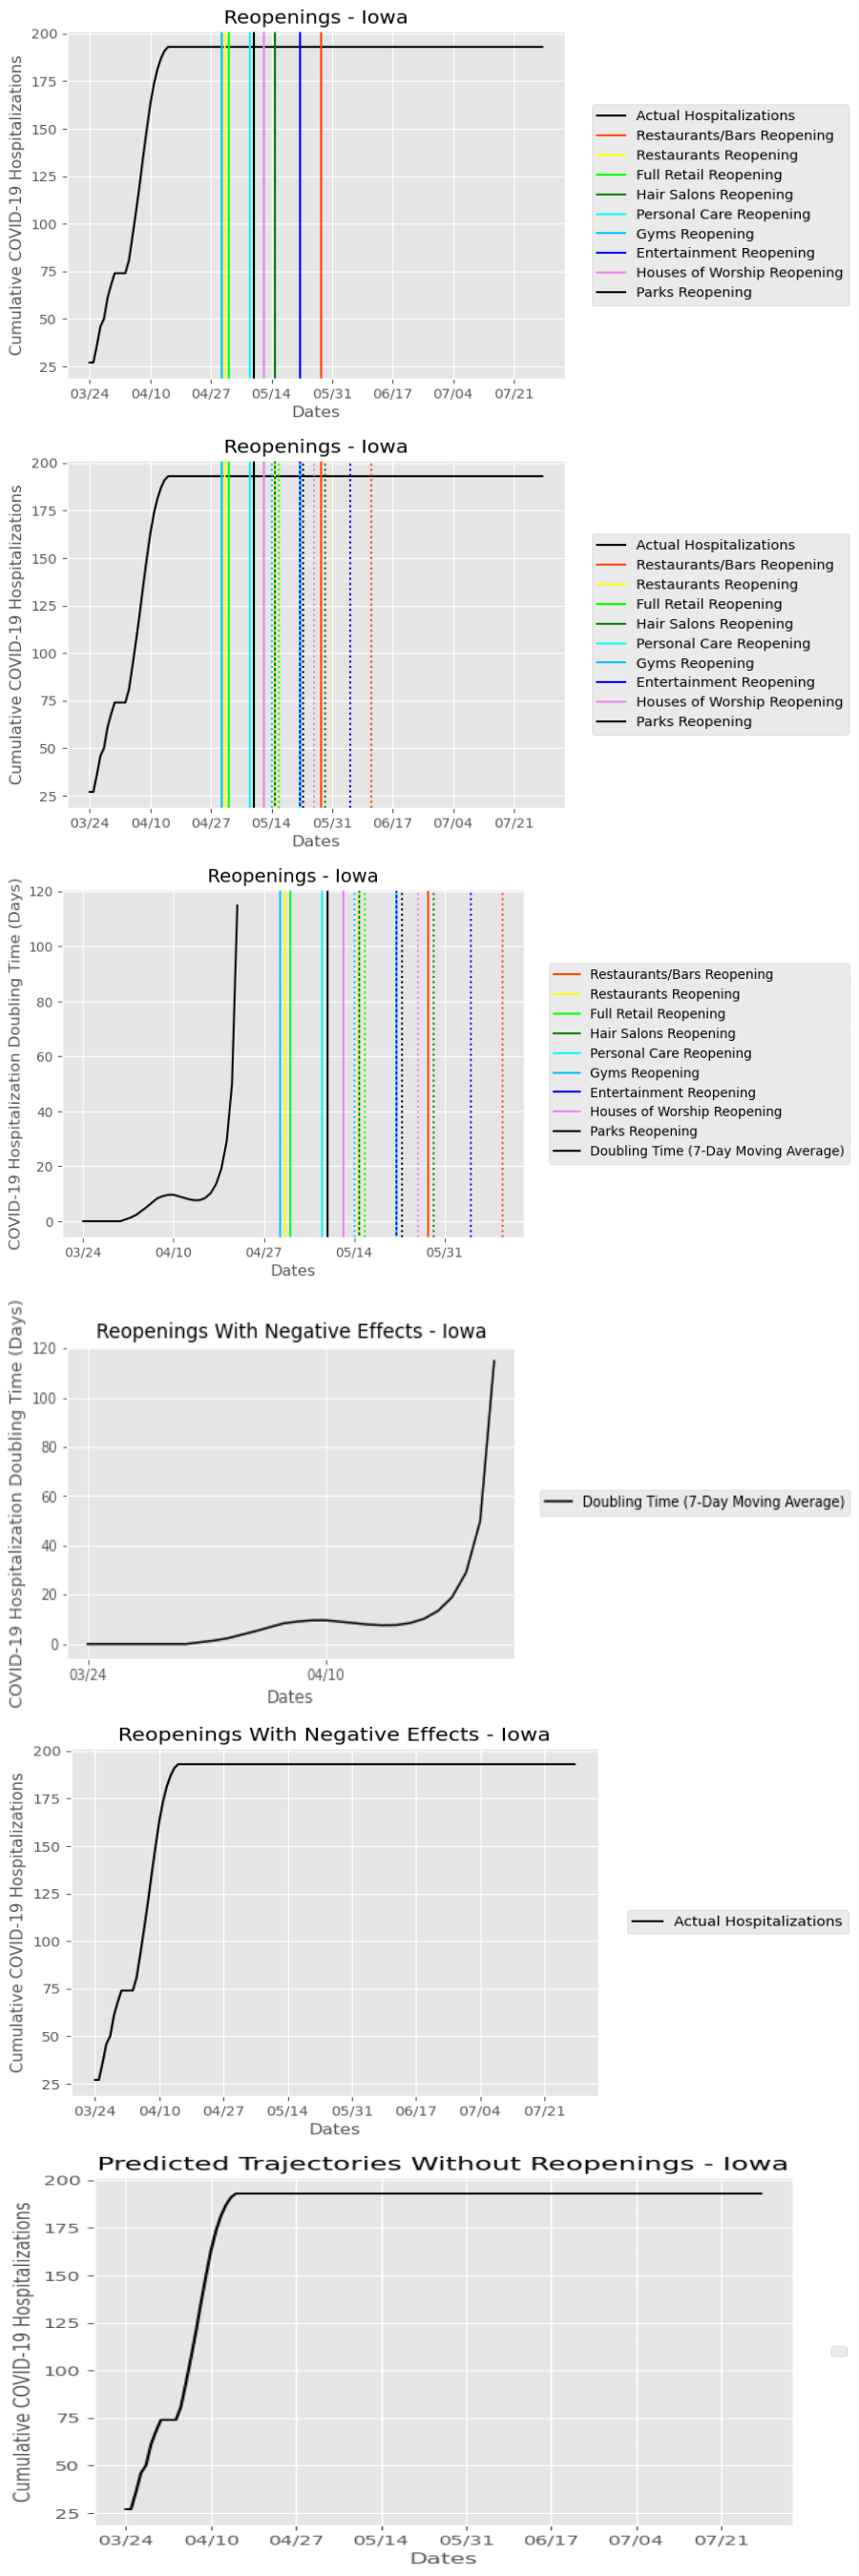 Reopenings - Iowa
Cumulative COVID-19 Hospitalizations
200
175
150
125
100
75
50
25
03/24 04/10 04/27 05/14 05/31 06/17 07/04 07/21
Dates
Actual Hospitalizations
Restaurants/Bars Reopening
Restaurants Reopening
Full Retail Reopening
Hair Salons Reopening
Personal Care Reopening
Gyms Reopening
Entertainment Reopening
Houses of Worship Reopening
Parks Reopening
Reopenings - Iowa
Cumulative COVID-19 Hospitalizations
200
175
150
125
100
75
50
25
03/24 04/10 04/27 05/14 05/31 06/17 07/04 07/21
Dates
Actual Hospitalizations
Restaurants/Bars Reopening
Restaurants Reopening
Full Retail Reopening
Hair Salons Reopening
Personal Care Reopening
Gyms Reopening
Entertainment Reopening
Houses of Worship Reopening
Parks Reopening
Reopenings - Iowa
COVID-19 Hospitalization Doubling Time (Days)
120
100
80
60
40
20
0
03/24 04/10 04/27 05/14 05/31
Dates
Restaurants/Bars Reopening
Restaurants Reopening
Full Retail Reopening
Hair Salons Reopening
Personal Care Reopening
Gyms Reopening
Entertainment Reopening
Houses of Worship Reopening
Parks Reopening
Doubling Time (7-Day Moving Average)
Reopenings With Negative Effects - Iowa
COVID-19 Hospitalization Doubling Time (Days)
120
100
80
60
40
20
0
03/24 04/10
Dates
Doubling Time (7-Day Moving Average)
Reopenings With Negative Effects - Iowa
Cumulative COVID-19 Hospitalizations
200
175
150
125
100
75
50
25
03/24 04/10 04/27 05/14 05/31 06/17 07/04 07/21
Dates
Actual Hospitalizations
Predicted Trajectories Without Reopenings - Iowa
Cumulative COVID-19 Hospitalizations
200
175
150
125
100
75
50
25
03/24 04/10 04/27 05/14 05/31 06/17 07/04 07/21
Dates